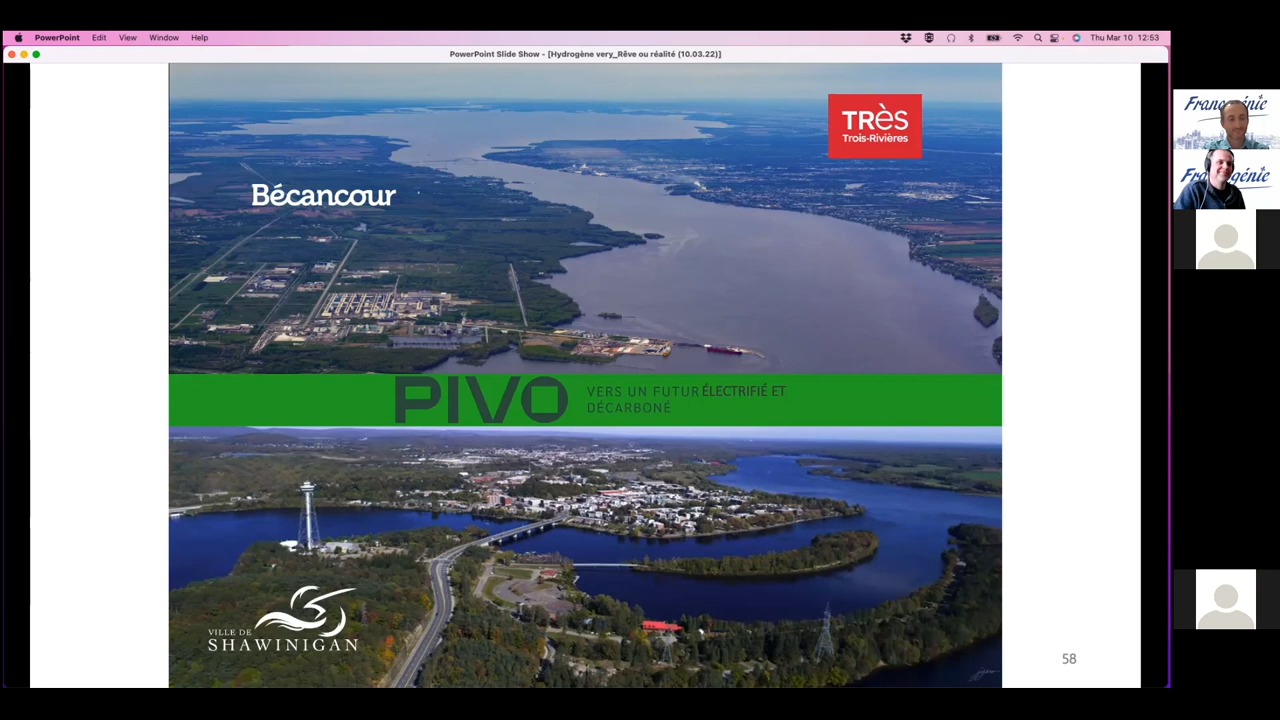 PowerPoint Edit View Window Help
Thu Mar 10 12:53
PowerPoint Slide Show - [Hydrogène very_Rêve ou réalité (10.03.22)]
TRÈS
Trois-Rivières
Bécancour
PIVO
VERS UN FUTUR ÉLECTRIFIÉ ET
DÉCARBONÉ
VILLE DE
SHAWINIGAN
58